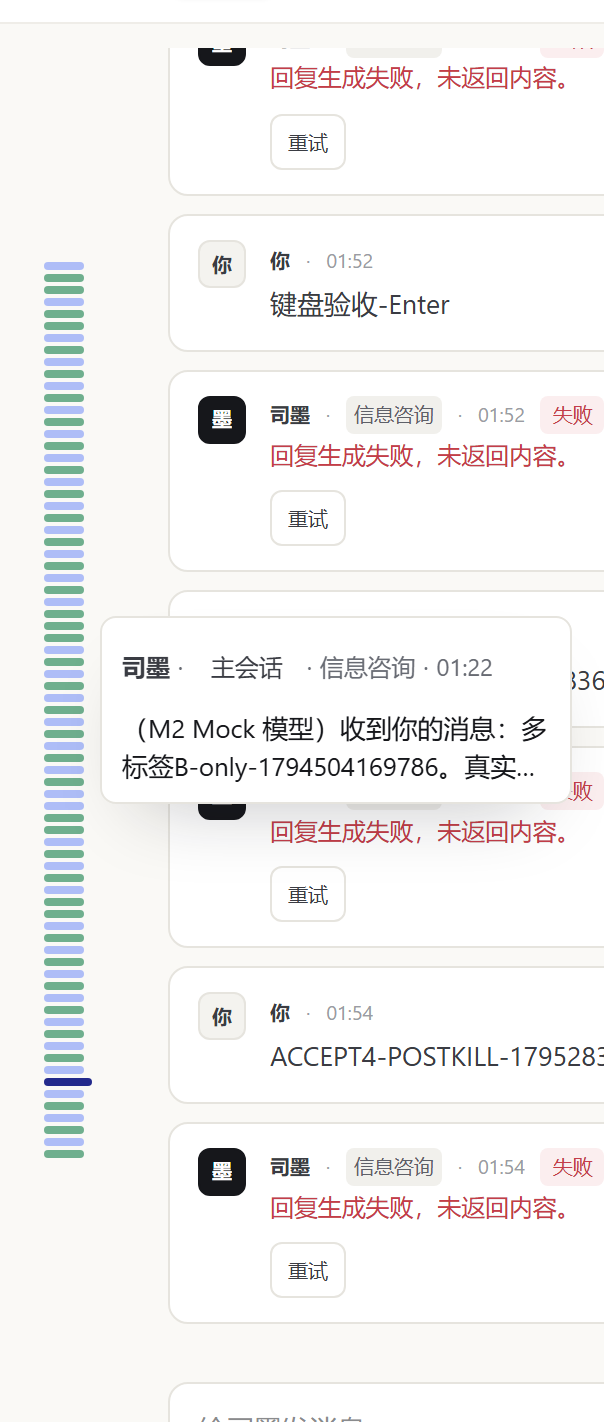 回复生成失败，未返回内容。
重试
你 你 · 01:52
键盘验收-Enter
墨 司墨 · 信息咨询 · 01:52 失败
回复生成失败，未返回内容。
重试
司墨 · 主会话 · 信息咨询 · 01:22
（M2 Mock 模型）收到你的消息：多
标签B-only-1794504169786。真实...
336
回复生成失败，未返回内容。
重试
你 你 · 01:54
ACCEPT4-POSTKILL-1795283
墨 司墨 · 信息咨询 · 01:54 失败
回复生成失败，未返回内容。
重试